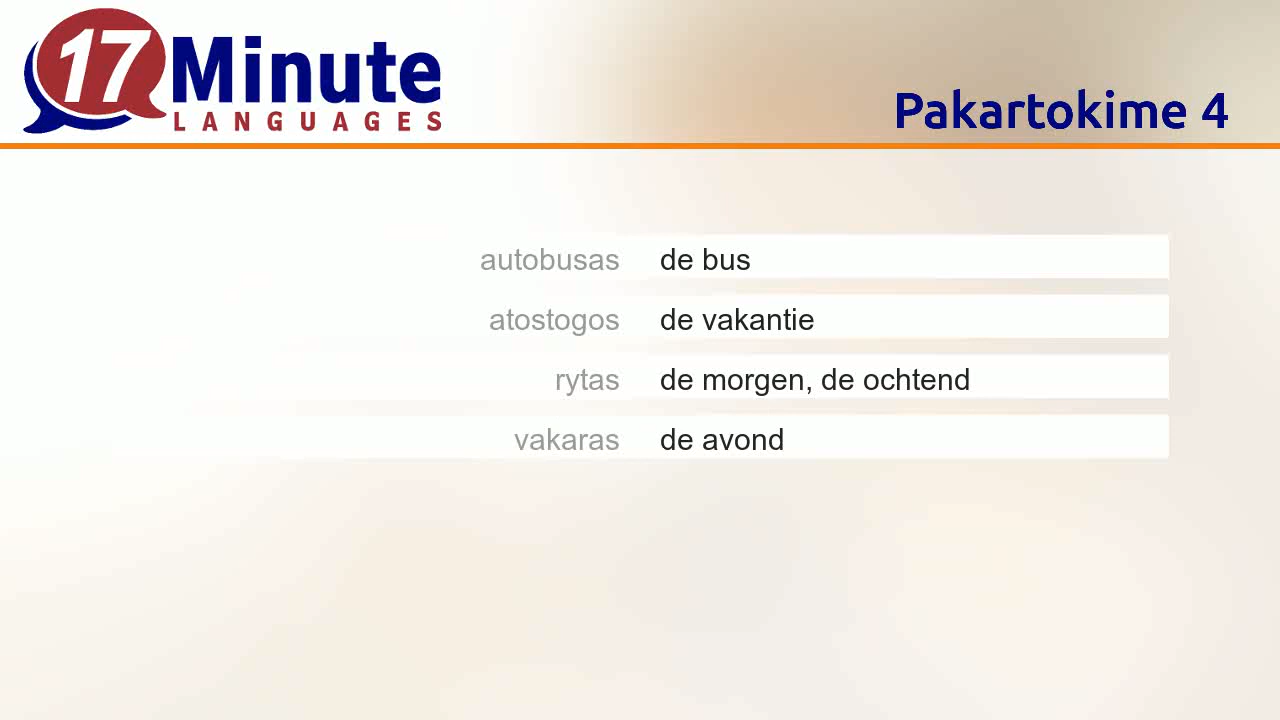 17 Minute
LANGUAGES
Pakartokime 4
autobusas de bus
atostogos de vakantie
rytas de morgen, de ochtend
vakaras de avond